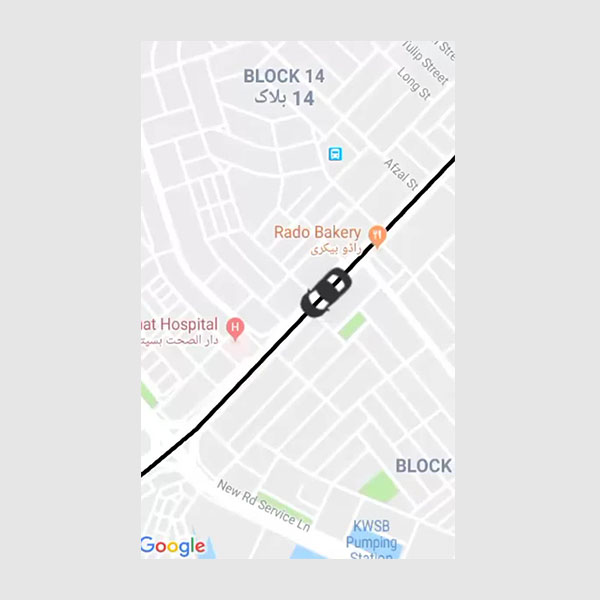 Tulip Street
Long St
BLOCK 14
بلاک 14
Afzal St
Rado Bakery
راڈو بیکری
hat Hospital
H
دار الصحت
BLOCK
New Rd Service Ln
KWSB
Pumping
Station
Google